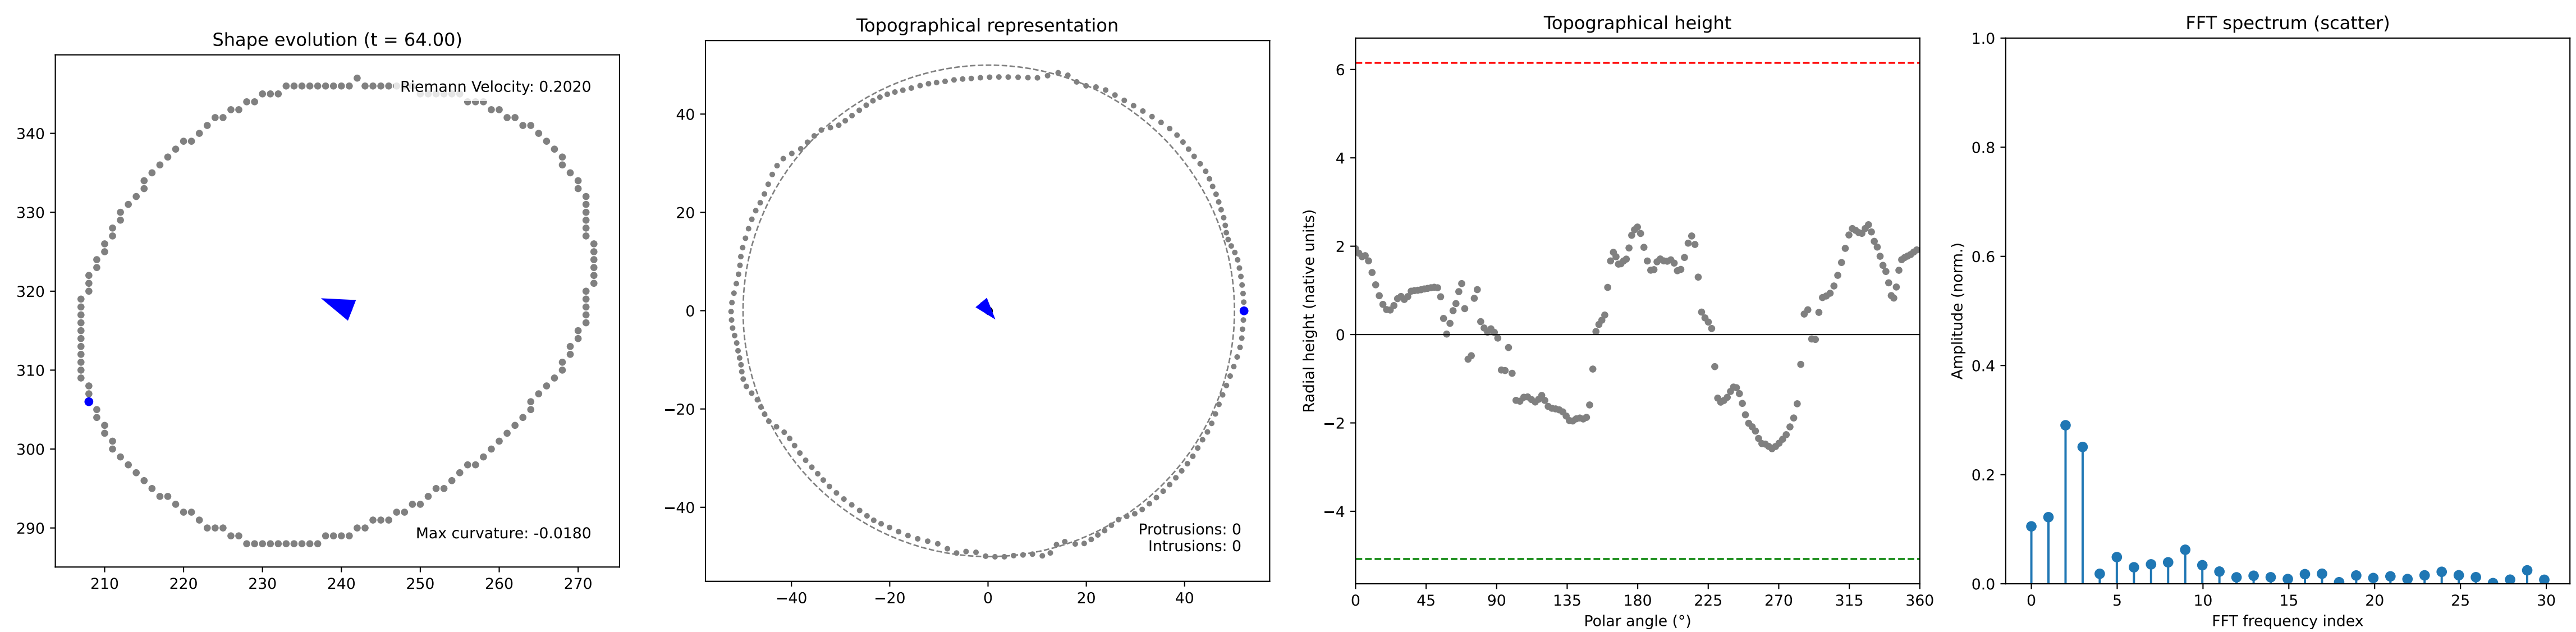 Shape evolution (t = 64.00)
Riemann Velocity: 0.2020
Max curvature: -0.0180
340
330
320
310
300
290
210 220 230 240 250 260 270
Topographical representation
40
20
0
−20
−40
−40 −20 0 20 40
Protrusions: 0
Intrusions: 0
Topographical height
Radial height (native units)
6
4
2
0
−2
−4
0 45 90 135 180 225 270 315 360
Polar angle (°)
FFT spectrum (scatter)
Amplitude (norm.)
1.0
0.8
0.6
0.4
0.2
0.0
0 5 10 15 20 25 30
FFT frequency index